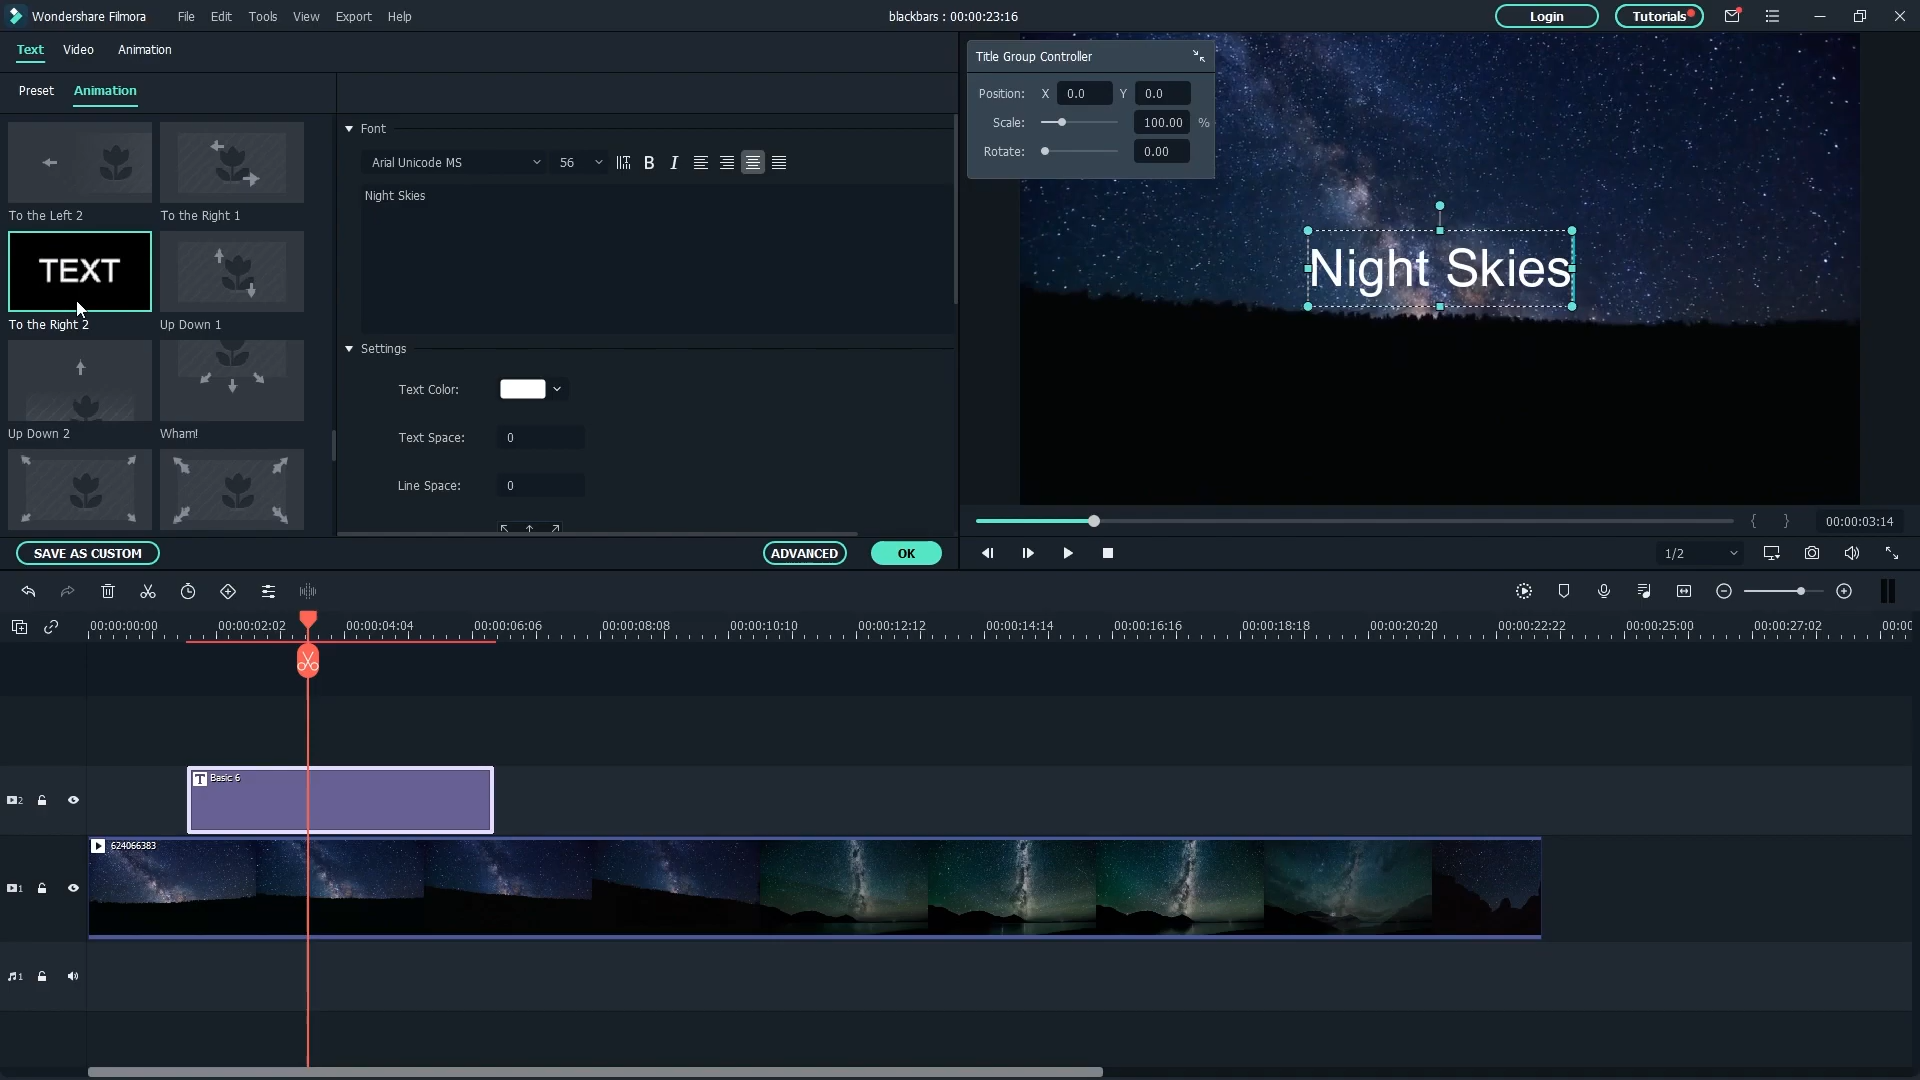 Wondershare Filmora File Edit Tools View Export Help blackbars : 00:00:23:16 Login Tutorials
Text Video Animation
Preset Animation
To the Left 2 To the Right 1
TEXT
To the Right 2 Up Down 1
Up Down 2 Wham!
Font
Arial Unicode MS 56 B I
Night Skies
Settings
Text Color:
Text Space: 0
Line Space: 0
SAVE AS CUSTOM ADVANCED OK
Title Group Controller
Position: X 0.0 Y 0.0
Scale: 100.00 %
Rotate: 0.00
Night Skies
{ } 00:00:03:14
1/2
00:00:00:00 00:00:02:02 00:00:04:04 00:00:06:06 00:00:08:08 00:00:10:10 00:00:12:12 00:00:14:14 00:00:16:16 00:00:18:18 00:00:20:20 00:00:22:22 00:00:25:00 00:00:27:02 00:00
2 T Basic 6
624066383
1
1